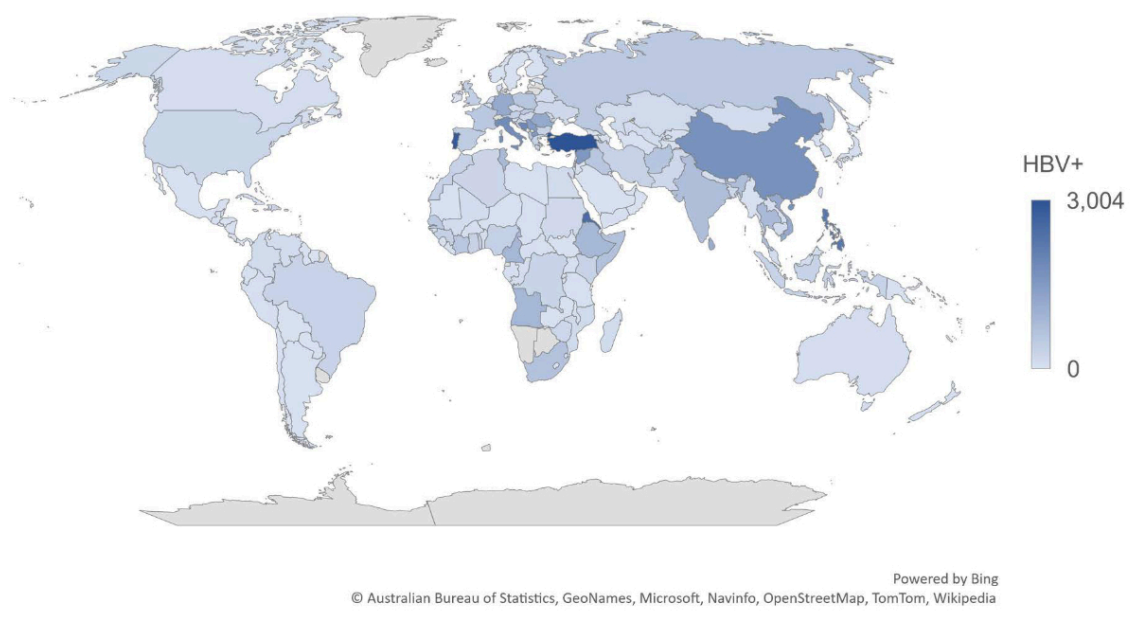 HBV+
3,004
0
Powered by Bing
© Australian Bureau of Statistics, GeoNames, Microsoft, Navinfo, OpenStreetMap, TomTom, Wikipedia